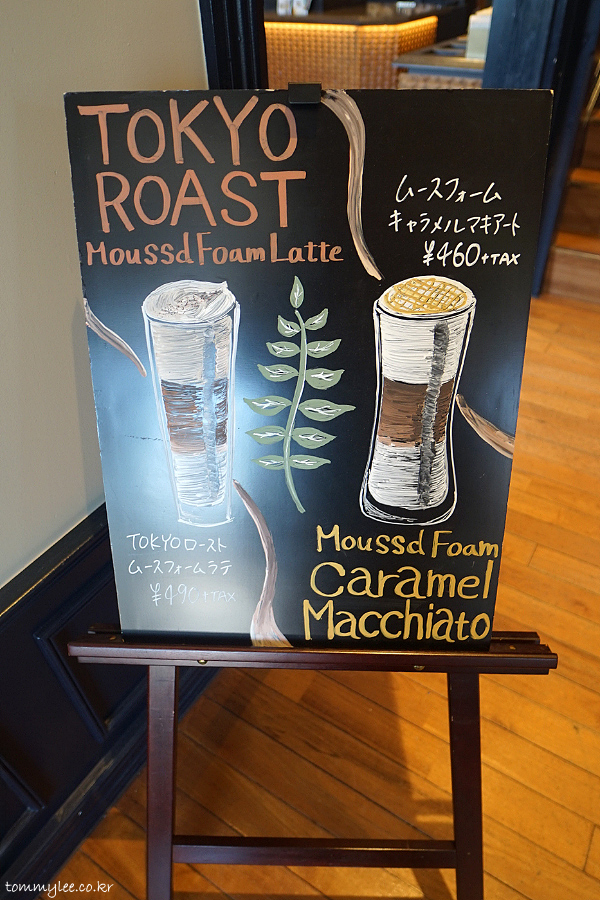 TOKYO
ROAST
Moussd Foam Latte
ムースフォーム
キャラメルマキアート
¥460+TAX
TOKYOロースト
ムースフォームラテ
¥490+TAX
Moussd Foam
Caramel
Macchiato
tommylee.co.kr